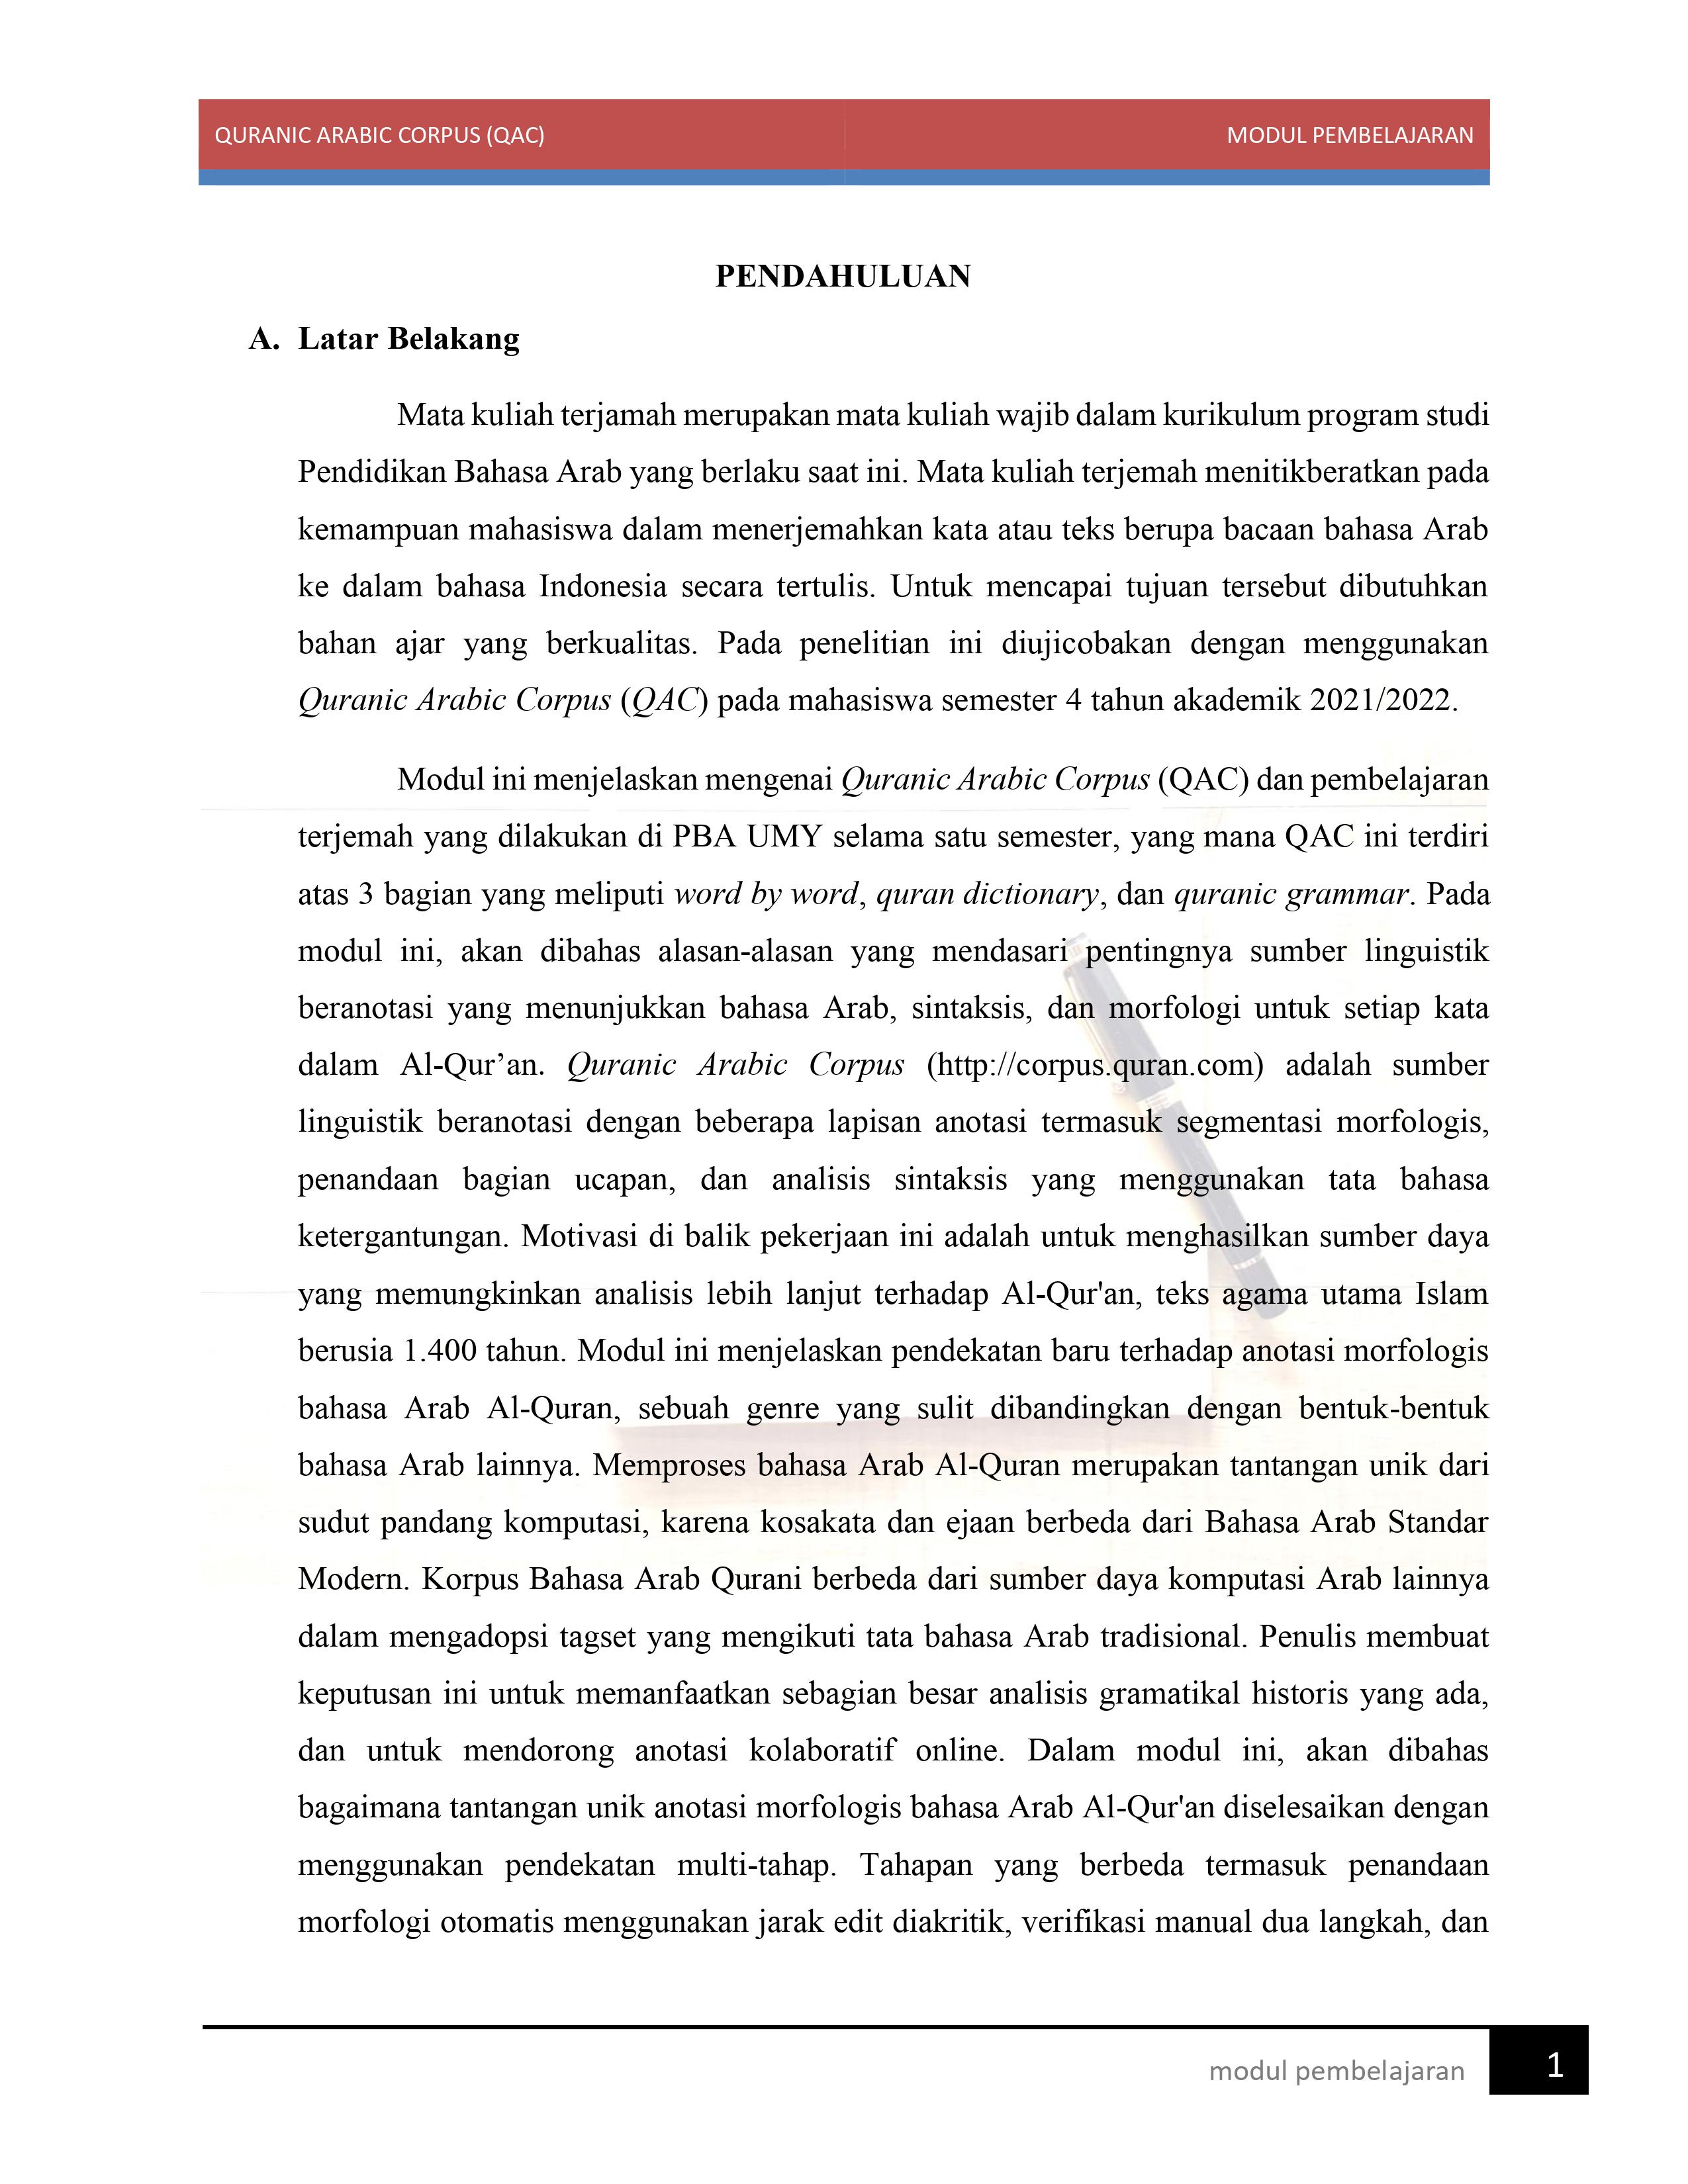 QURANIC ARABIC CORPUS (QAC) MODUL PEMBELAJARAN
PENDAHULUAN
A. Latar Belakang
Mata kuliah terjamah merupakan mata kuliah wajib dalam kurikulum program studi
Pendidikan Bahasa Arab yang berlaku saat ini. Mata kuliah terjemah menitikberatkan pada
kemampuan mahasiswa dalam menerjemahkan kata atau teks berupa bacaan bahasa Arab
ke dalam bahasa Indonesia secara tertulis. Untuk mencapai tujuan tersebut dibutuhkan
bahan ajar yang berkualitas. Pada penelitian ini diujicobakan dengan menggunakan
Quranic Arabic Corpus (QAC) pada mahasiswa semester 4 tahun akademik 2021/2022.
Modul ini menjelaskan mengenai Quranic Arabic Corpus (QAC) dan pembelajaran
terjemah yang dilakukan di PBA UMY selama satu semester, yang mana QAC ini terdiri
atas 3 bagian yang meliputi word by word, quran dictionary, dan quranic grammar. Pada
modul ini, akan dibahas alasan-alasan yang mendasari pentingnya sumber linguistik
beranotasi yang menunjukkan bahasa Arab, sintaksis, dan morfologi untuk setiap kata
dalam Al-Qur’an. Quranic Arabic Corpus (http://corpus.quran.com) adalah sumber
linguistik beranotasi dengan beberapa lapisan anotasi termasuk segmentasi morfologis,
penandaan bagian ucapan, dan analisis sintaksis yang menggunakan tata bahasa
ketergantungan. Motivasi di balik pekerjaan ini adalah untuk menghasilkan sumber daya
yang memungkinkan analisis lebih lanjut terhadap Al-Qur'an, teks agama utama Islam
berusia 1.400 tahun. Modul ini menjelaskan pendekatan baru terhadap anotasi morfologis
bahasa Arab Al-Quran, sebuah genre yang sulit dibandingkan dengan bentuk-bentuk
bahasa Arab lainnya. Memproses bahasa Arab Al-Quran merupakan tantangan unik dari
sudut pandang komputasi, karena kosakata dan ejaan berbeda dari Bahasa Arab Standar
Modern. Korpus Bahasa Arab Qurani berbeda dari sumber daya komputasi Arab lainnya
dalam mengadopsi tagset yang mengikuti tata bahasa Arab tradisional. Penulis membuat
keputusan ini untuk memanfaatkan sebagian besar analisis gramatikal historis yang ada,
dan untuk mendorong anotasi kolaboratif online. Dalam modul ini, akan dibahas
bagaimana tantangan unik anotasi morfologis bahasa Arab Al-Qur'an diselesaikan dengan
menggunakan pendekatan multi-tahap. Tahapan yang berbeda termasuk penandaan
morfologi otomatis menggunakan jarak edit diakritik, verifikasi manual dua langkah, dan
modul pembelajaran 1